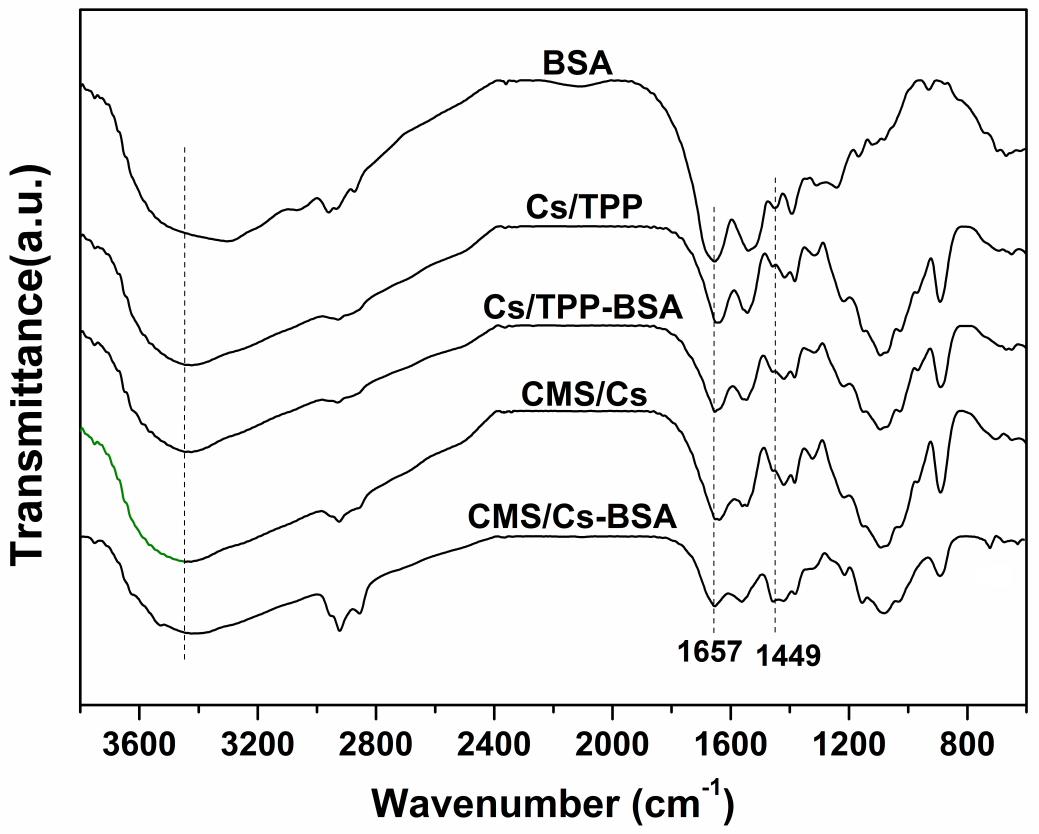 BSA
Cs/TPP
Cs/TPP-BSA
CMS/Cs
CMS/Cs-BSA
1657 1449
3600 3200 2800 2400 2000 1600 1200 800
Wavenumber (cm⁻¹)
Transmittance(a.u.)